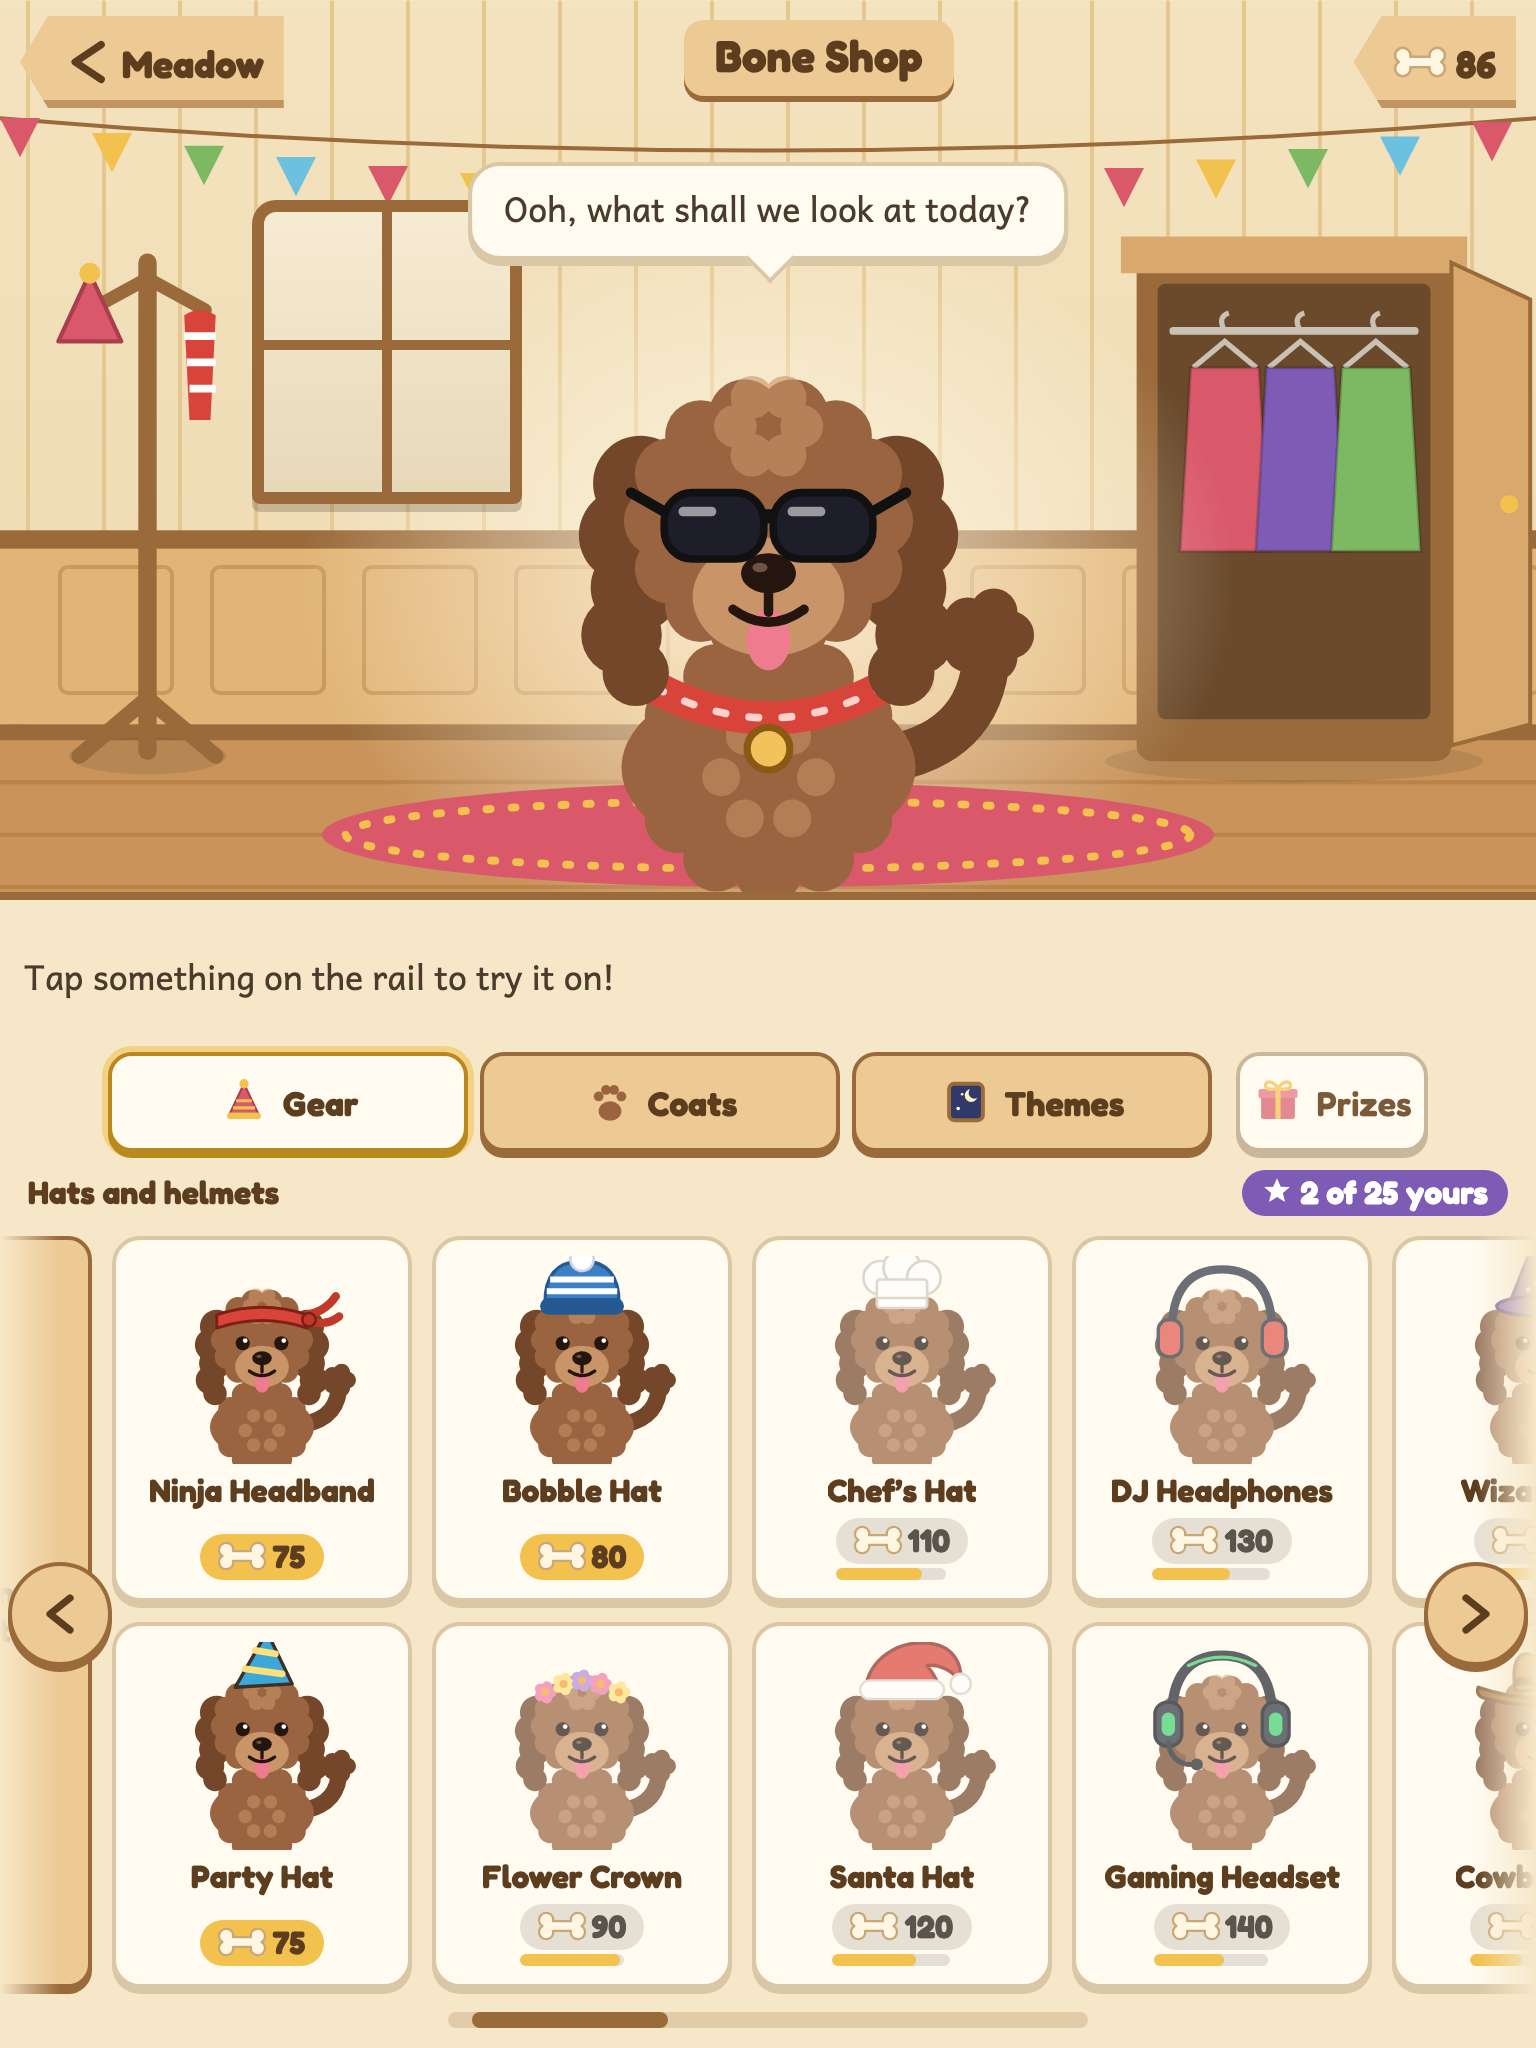 Meadow
Bone Shop
86
Ooh, what shall we look at today?
Tap something on the rail to try it on!
Gear
Coats
Themes
Prizes
Hats and helmets
2 of 25 yours
Ninja Headband
Bobble Hat
Chef's Hat
DJ Headphones
75
80
110
130
Party Hat
Flower Crown
Santa Hat
Gaming Headset
75
90
120
140